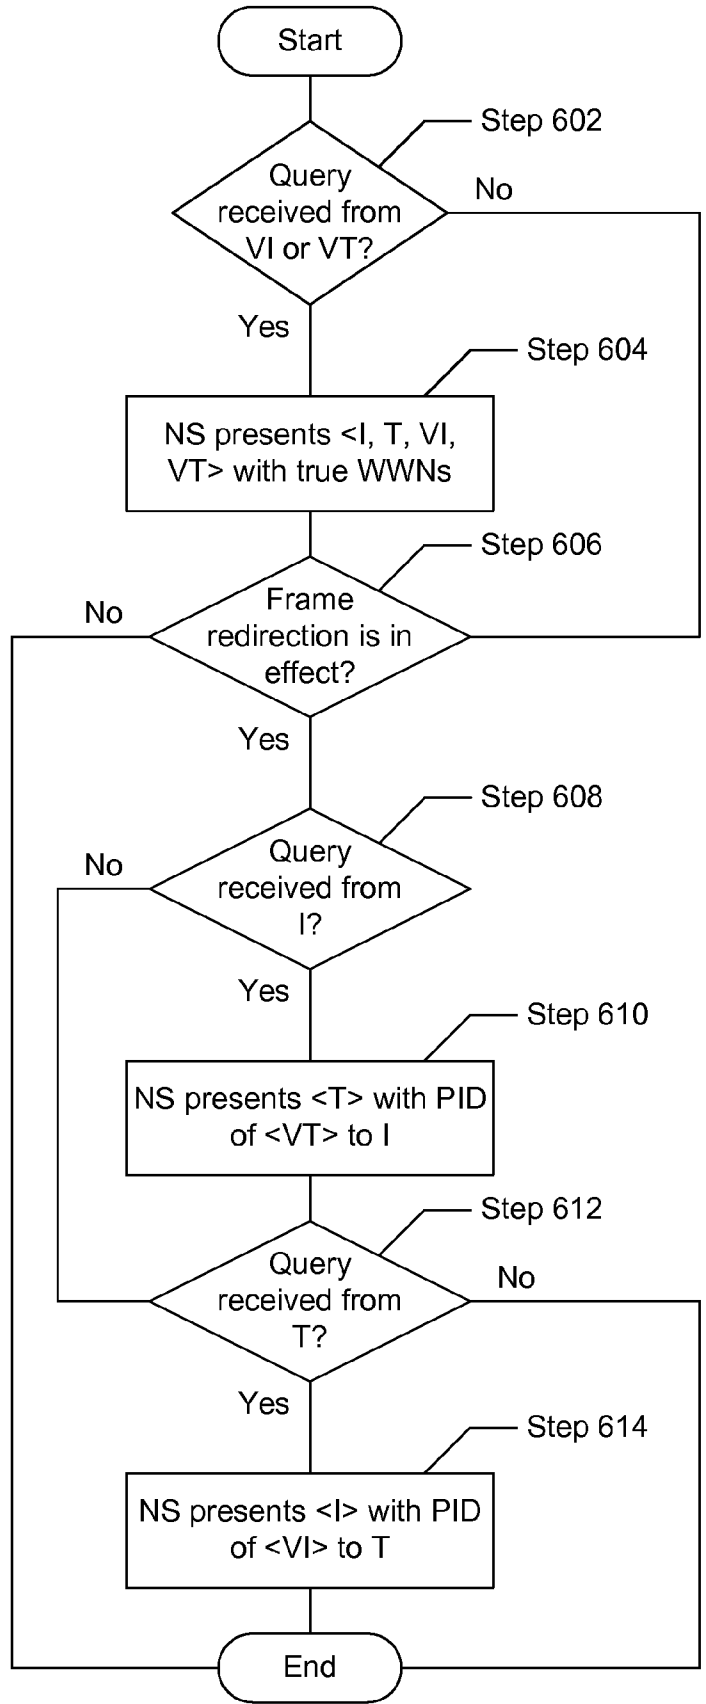 Start
Step 602
Query
received from
VI or VT?
No
Yes
Step 604
NS presents <I, T, VI,
VT> with true WWNs
Step 606
Frame
redirection is in
effect?
No
Yes
Step 608
Query
received from
I?
No
Yes
Step 610
NS presents <T> with PID
of <VT> to I
Step 612
Query
received from
T?
No
Yes
Step 614
NS presents <I> with PID
of <VI> to T
End